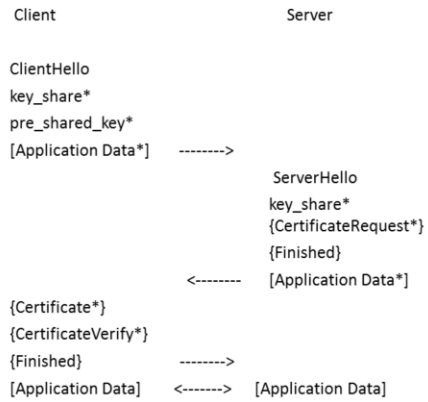 Client Server
ClientHello
key_share*
pre_shared_key*
[Application Data*] -------->
ServerHello
key_share*
{CertificateRequest*}
{Finished}
<-------- [Application Data*]
{Certificate*}
{CertificateVerify*}
{Finished} -------->
[Application Data] <-------> [Application Data]